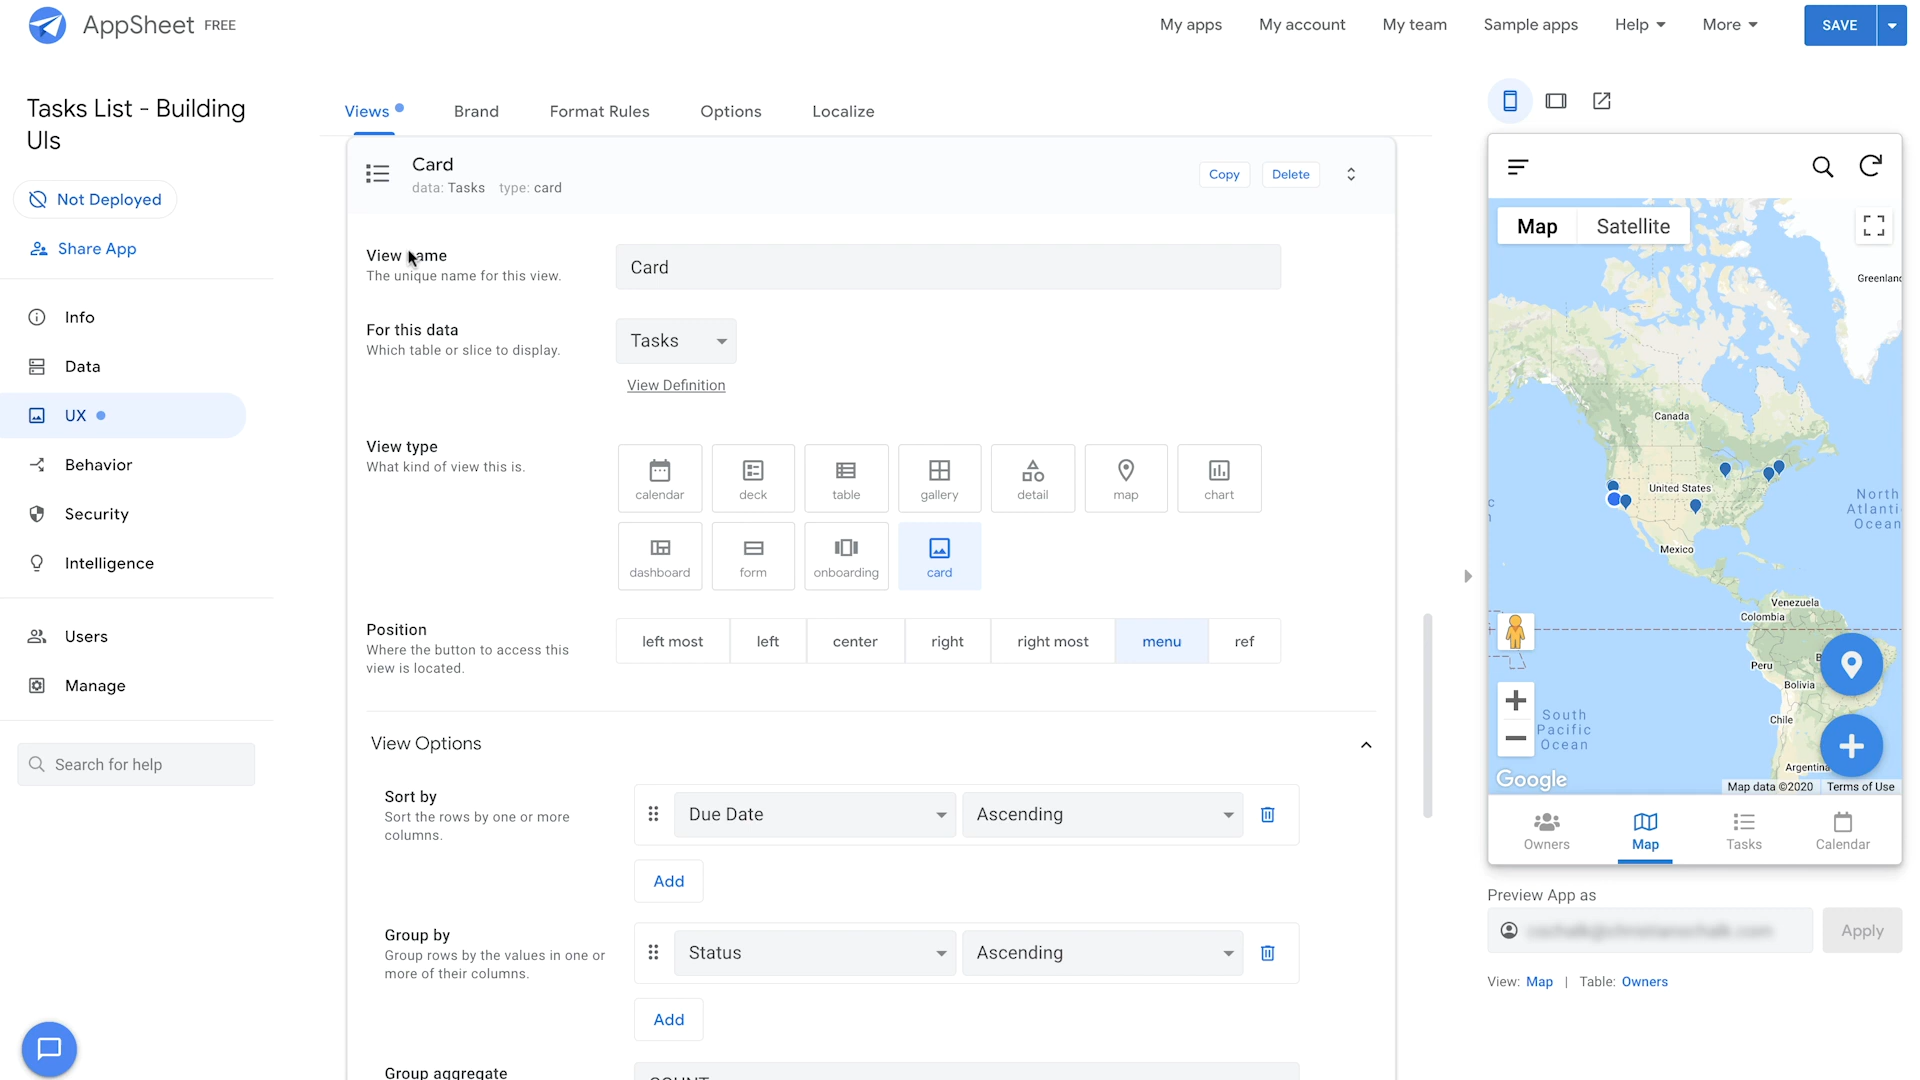 AppSheet FREE
My apps
My account
My team
Sample apps
Help
More
SAVE
Tasks List - Building
UIs
Not Deployed
Share App
Info
Data
UX
Behavior
Security
Intelligence
Users
Manage
Search for help
Views
Brand
Format Rules
Options
Localize
Card
data: Tasks type: card
Copy
Delete
View name
The unique name for this view.
Card
For this data
Which table or slice to display.
Tasks
View Definition
View type
What kind of view this is.
calendar
deck
table
gallery
detail
map
chart
dashboard
form
onboarding
card
Position
Where the button to access this
view is located.
left most
left
center
right
right most
menu
ref
View Options
Sort by
Sort the rows by one or more
columns.
Due Date
Ascending
Add
Group by
Group rows by the values in one or
more of their columns.
Status
Ascending
Add
Group aggregate
COUNT
Map
Satellite
Greenland
Canada
United States
North
Atlantic
Ocean
Mexico
Venezuela
Colombia
Peru
Bolivia
Chile
South
Pacific
Ocean
Argentina
Google
Map data ©2020
Terms of Use
Owners
Map
Tasks
Calendar
Preview App as
Apply
View: Map | Table: Owners